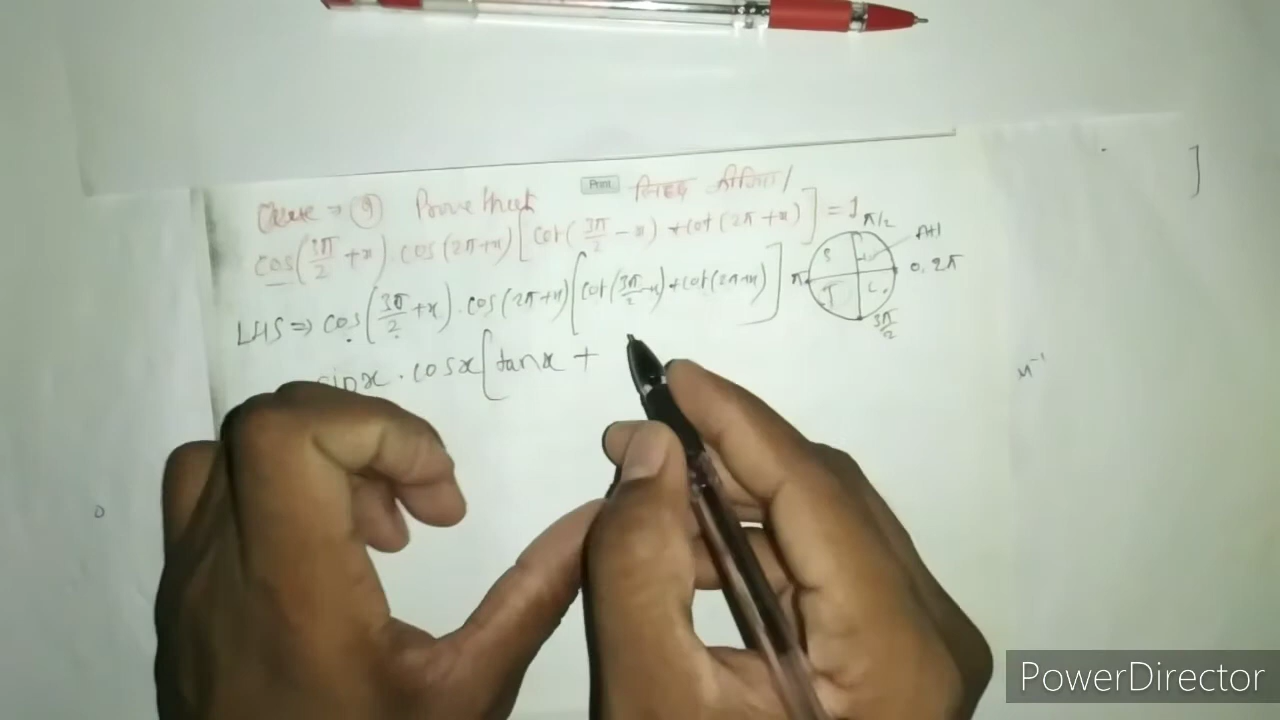 (9) Prove that
Print
सिद्ध कीजिए/
cos(3π/2 + x) . cos(2π+x) [cot(3π/2 - x) + cot(2π + x)] = 1
LHS ⇒ cos(3π/2 + x) . cos(2π+x) [cot(3π/2 - x) + cot(2π+x)]
sinx . cosx [tanx +
π/2
S
π
0, 2π
T
C
3π/2
]
PowerDirector